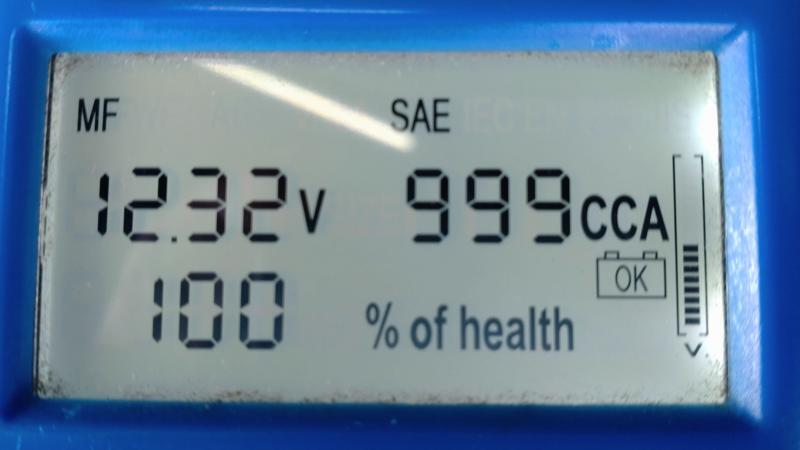 MF SAE
12.32 V 999 CCA
OK
100 % of health